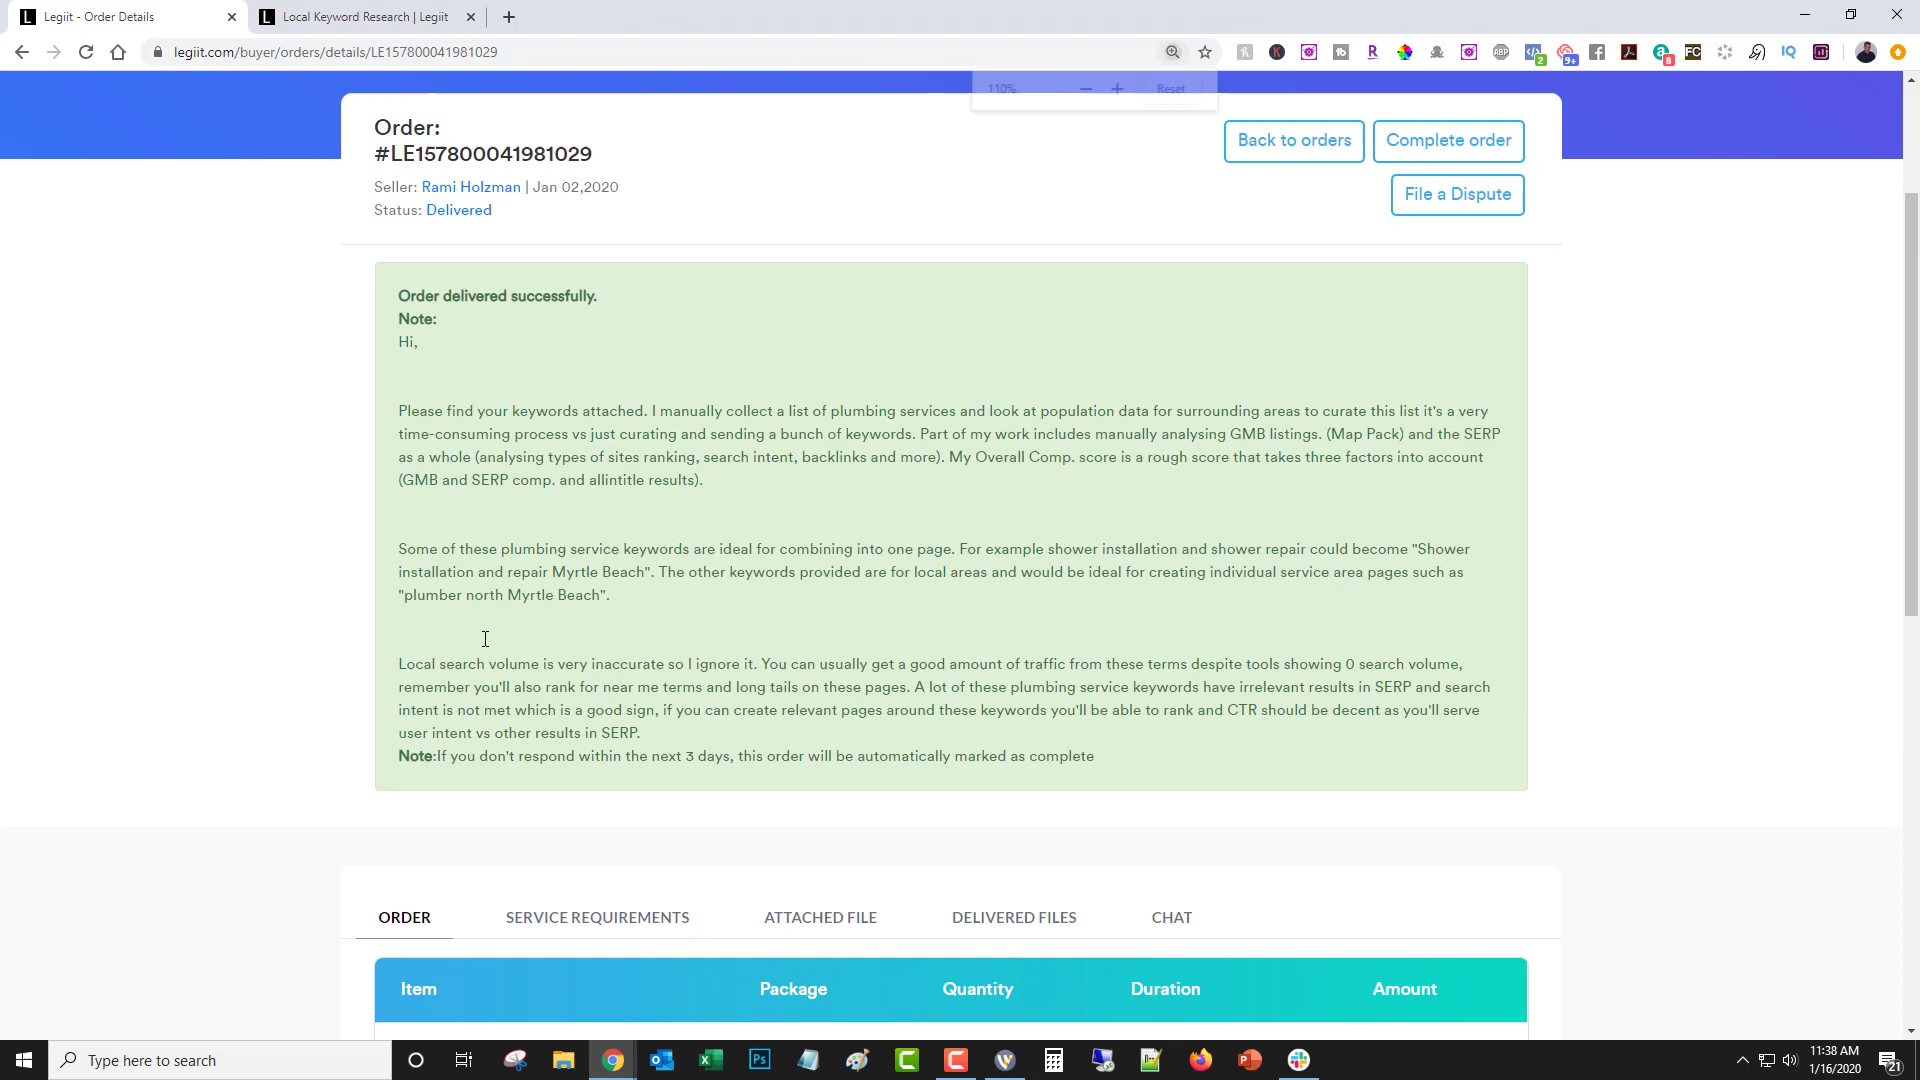 Legiit - Order Details
Local Keyword Research | Legiit
legiit.com/buyer/orders/details/LE157800041981029
110%
Reset
Order:
#LE157800041981029
Back to orders
Complete order
Seller: Rami Holzman | Jan 02,2020
File a Dispute
Status: Delivered
Order delivered successfully.
Note:
Hi,
Please find your keywords attached. I manually collect a list of plumbing services and look at population data for surrounding areas to curate this list it's a very
time-consuming process vs just curating and sending a bunch of keywords. Part of my work includes manually analysing GMB listings. (Map Pack) and the SERP
as a whole (analysing types of sites ranking, search intent, backlinks and more). My Overall Comp. score is a rough score that takes three factors into account
(GMB and SERP comp. and allintitle results).
Some of these plumbing service keywords are ideal for combining into one page. For example shower installation and shower repair could become "Shower
installation and repair Myrtle Beach". The other keywords provided are for local areas and would be ideal for creating individual service area pages such as
"plumber north Myrtle Beach".
Local search volume is very inaccurate so I ignore it. You can usually get a good amount of traffic from these terms despite tools showing 0 search volume,
remember you'll also rank for near me terms and long tails on these pages. A lot of these plumbing service keywords have irrelevant results in SERP and search
intent is not met which is a good sign, if you can create relevant pages around these keywords you'll be able to rank and CTR should be decent as you'll serve
user intent vs other results in SERP.
Note:If you don't respond within the next 3 days, this order will be automatically marked as complete
ORDER SERVICE REQUIREMENTS ATTACHED FILE DELIVERED FILES CHAT
Item Package Quantity Duration Amount
Type here to search
11:38 AM
1/16/2020
21